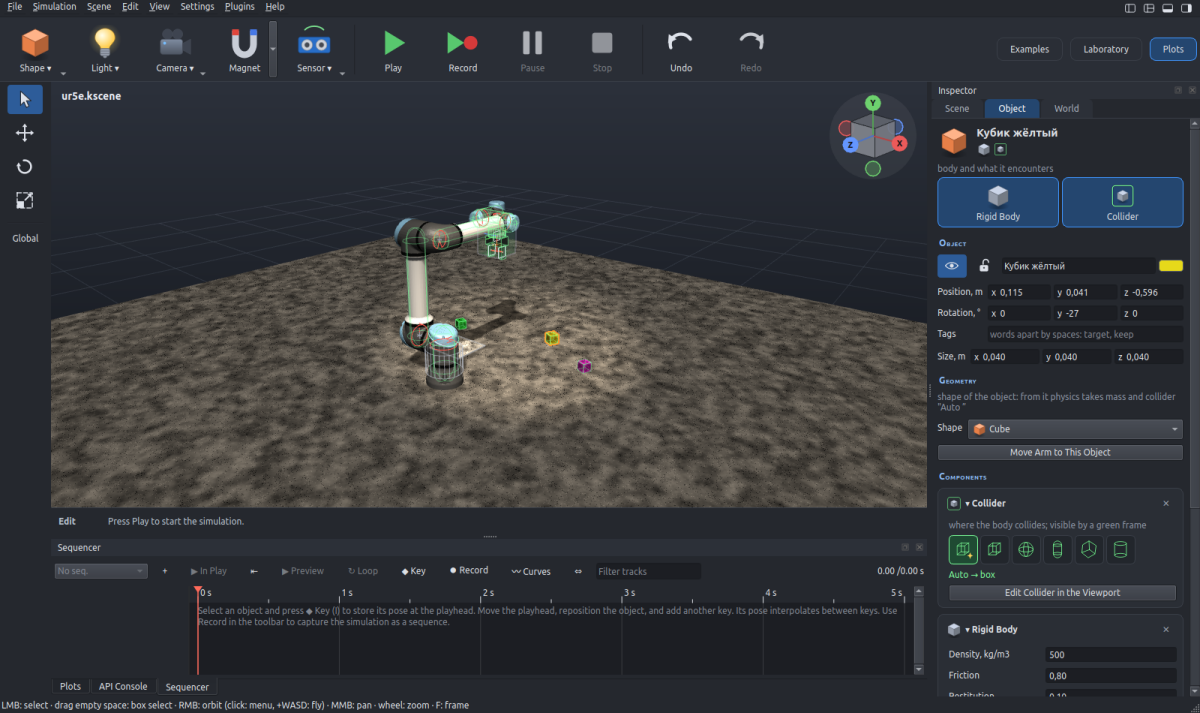 File Simulation Scene Edit View Settings Plugins Help
Shape ▾ Light ▾ Camera ▾ Magnet Sensor ▾ Play Record Pause Stop Undo Redo Examples Laboratory Plots
ur5e.kscene
Y
X
Z
Global
Inspector
Scene Object World
Кубик жёлтый
body and what it encounters
Rigid Body Collider
OBJECT
Кубик жёлтый
Position, m x 0,115 y 0,041 z -0,596
Rotation, ° x 0 y -27 z 0
Tags words apart by spaces: target, keep
Size, m x 0,040 y 0,040 z 0,040
GEOMETRY
shape of the object: from it physics takes mass and collider
"Auto "
Shape Cube
Move Arm to This Object
COMPONENTS
▾ Collider
where the body collides; visible by a green frame
Auto → box
Edit Collider in the Viewport
▾ Rigid Body
Density, kg/m3 500
Friction 0,80
Restitution 0,10
Edit Press Play to start the simulation.
Sequencer
No seq. + ▶ In Play ▶ Preview ↻ Loop ◆ Key ● Record Curves Filter tracks 0.00 /0.00 s
0 s 1 s 2 s 3 s 4 s 5 s
Select an object and press ◆ Key (I) to store its pose at the playhead. Move the playhead, reposition the object, and add another key. Its pose interpolates between keys. Use
Record in the toolbar to capture the simulation as a sequence.
Plots API Console Sequencer
LMB: select · drag empty space: box select · RMB: orbit (click: menu, +WASD: fly) · MMB: pan · wheel: zoom · F: frame